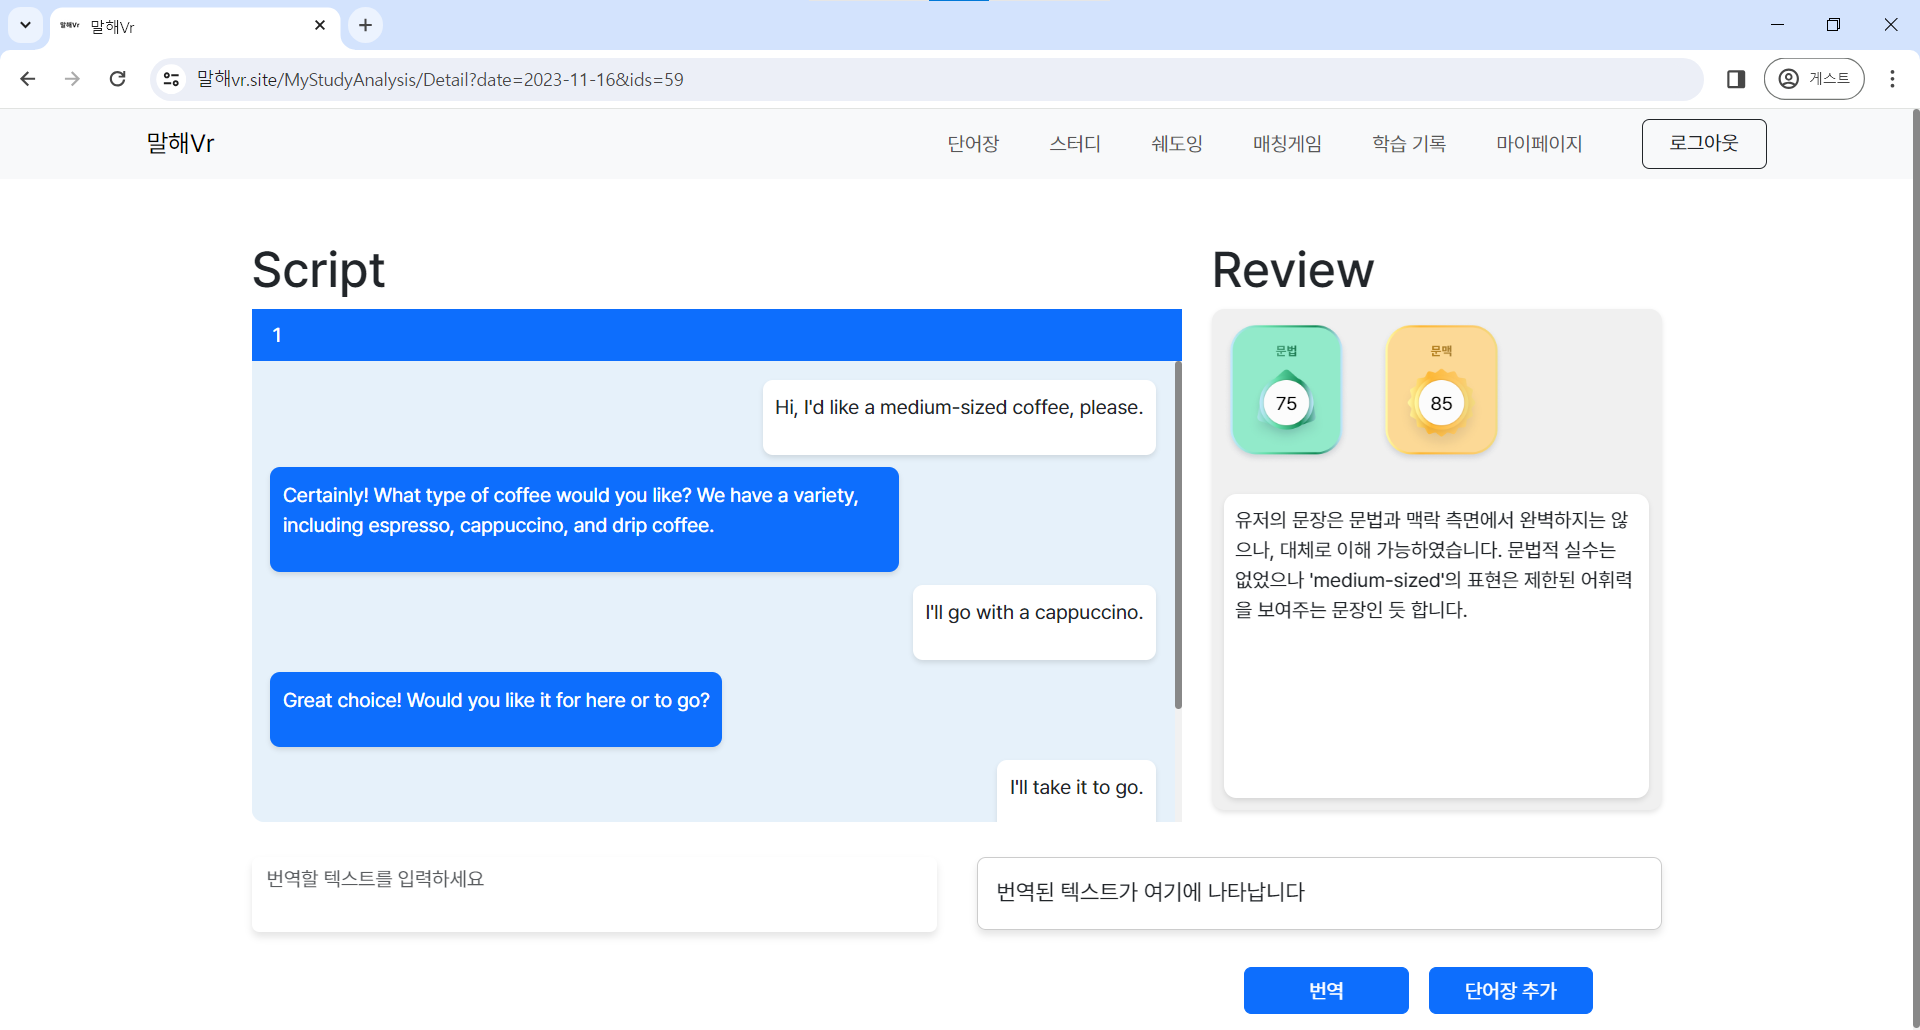 말해Vr
말해Vr
말해vr.site/MyStudyAnalysis/Detail?date=2023-11-16&ids=59
게스트
말해Vr
단어장
스터디
쉐도잉
매칭게임
학습 기록
마이페이지
로그아웃
Script
1
Hi, I'd like a medium-sized coffee, please.
Certainly! What type of coffee would you like? We have a variety,
including espresso, cappuccino, and drip coffee.
I'll go with a cappuccino.
Great choice! Would you like it for here or to go?
I'll take it to go.
Review
문법
75
문맥
85
유저의 문장은 문법과 맥락 측면에서 완벽하지는 않
으나, 대체로 이해 가능하였습니다. 문법적 실수는
없었으나 'medium-sized'의 표현은 제한된 어휘력
을 보여주는 문장인 듯 합니다.
번역할 텍스트를 입력하세요
번역된 텍스트가 여기에 나타납니다
번역
단어장 추가